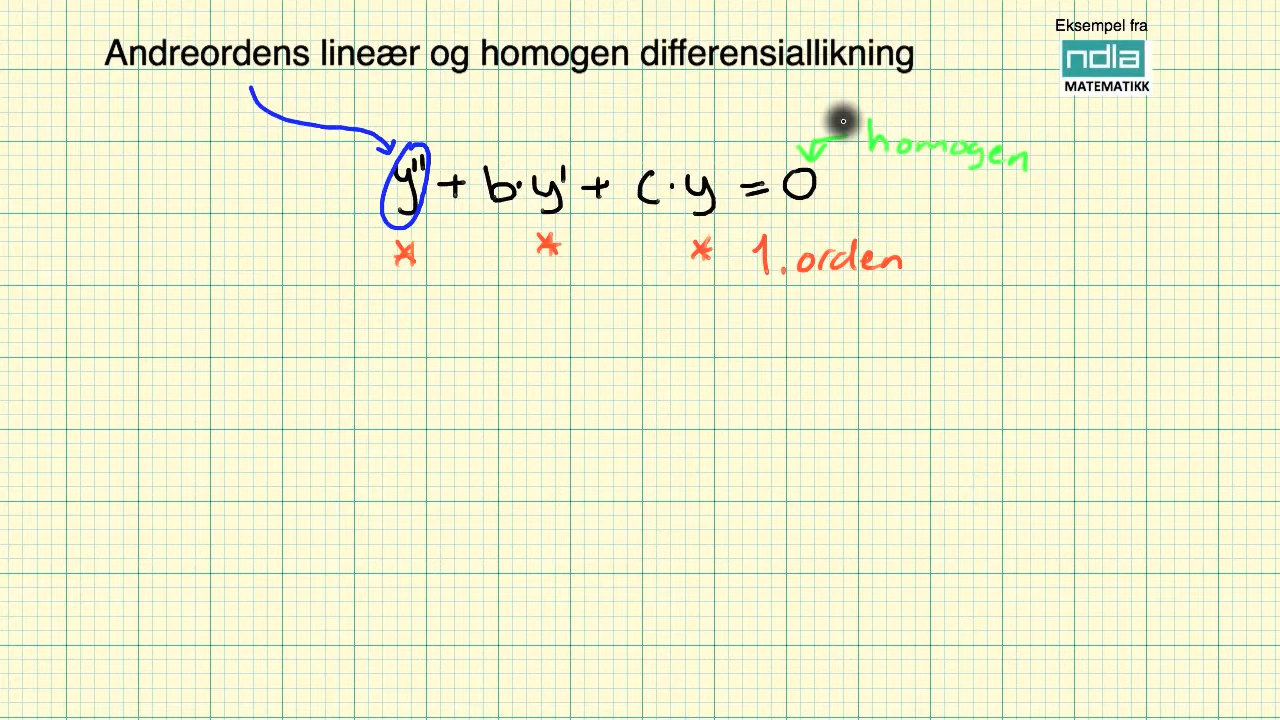 Eksempel fra
Andreordens lineær og homogen differensiallikning
ndla
MATEMATIKK
homogen
y'' + b·y' + c·y = 0
* * * 1. orden